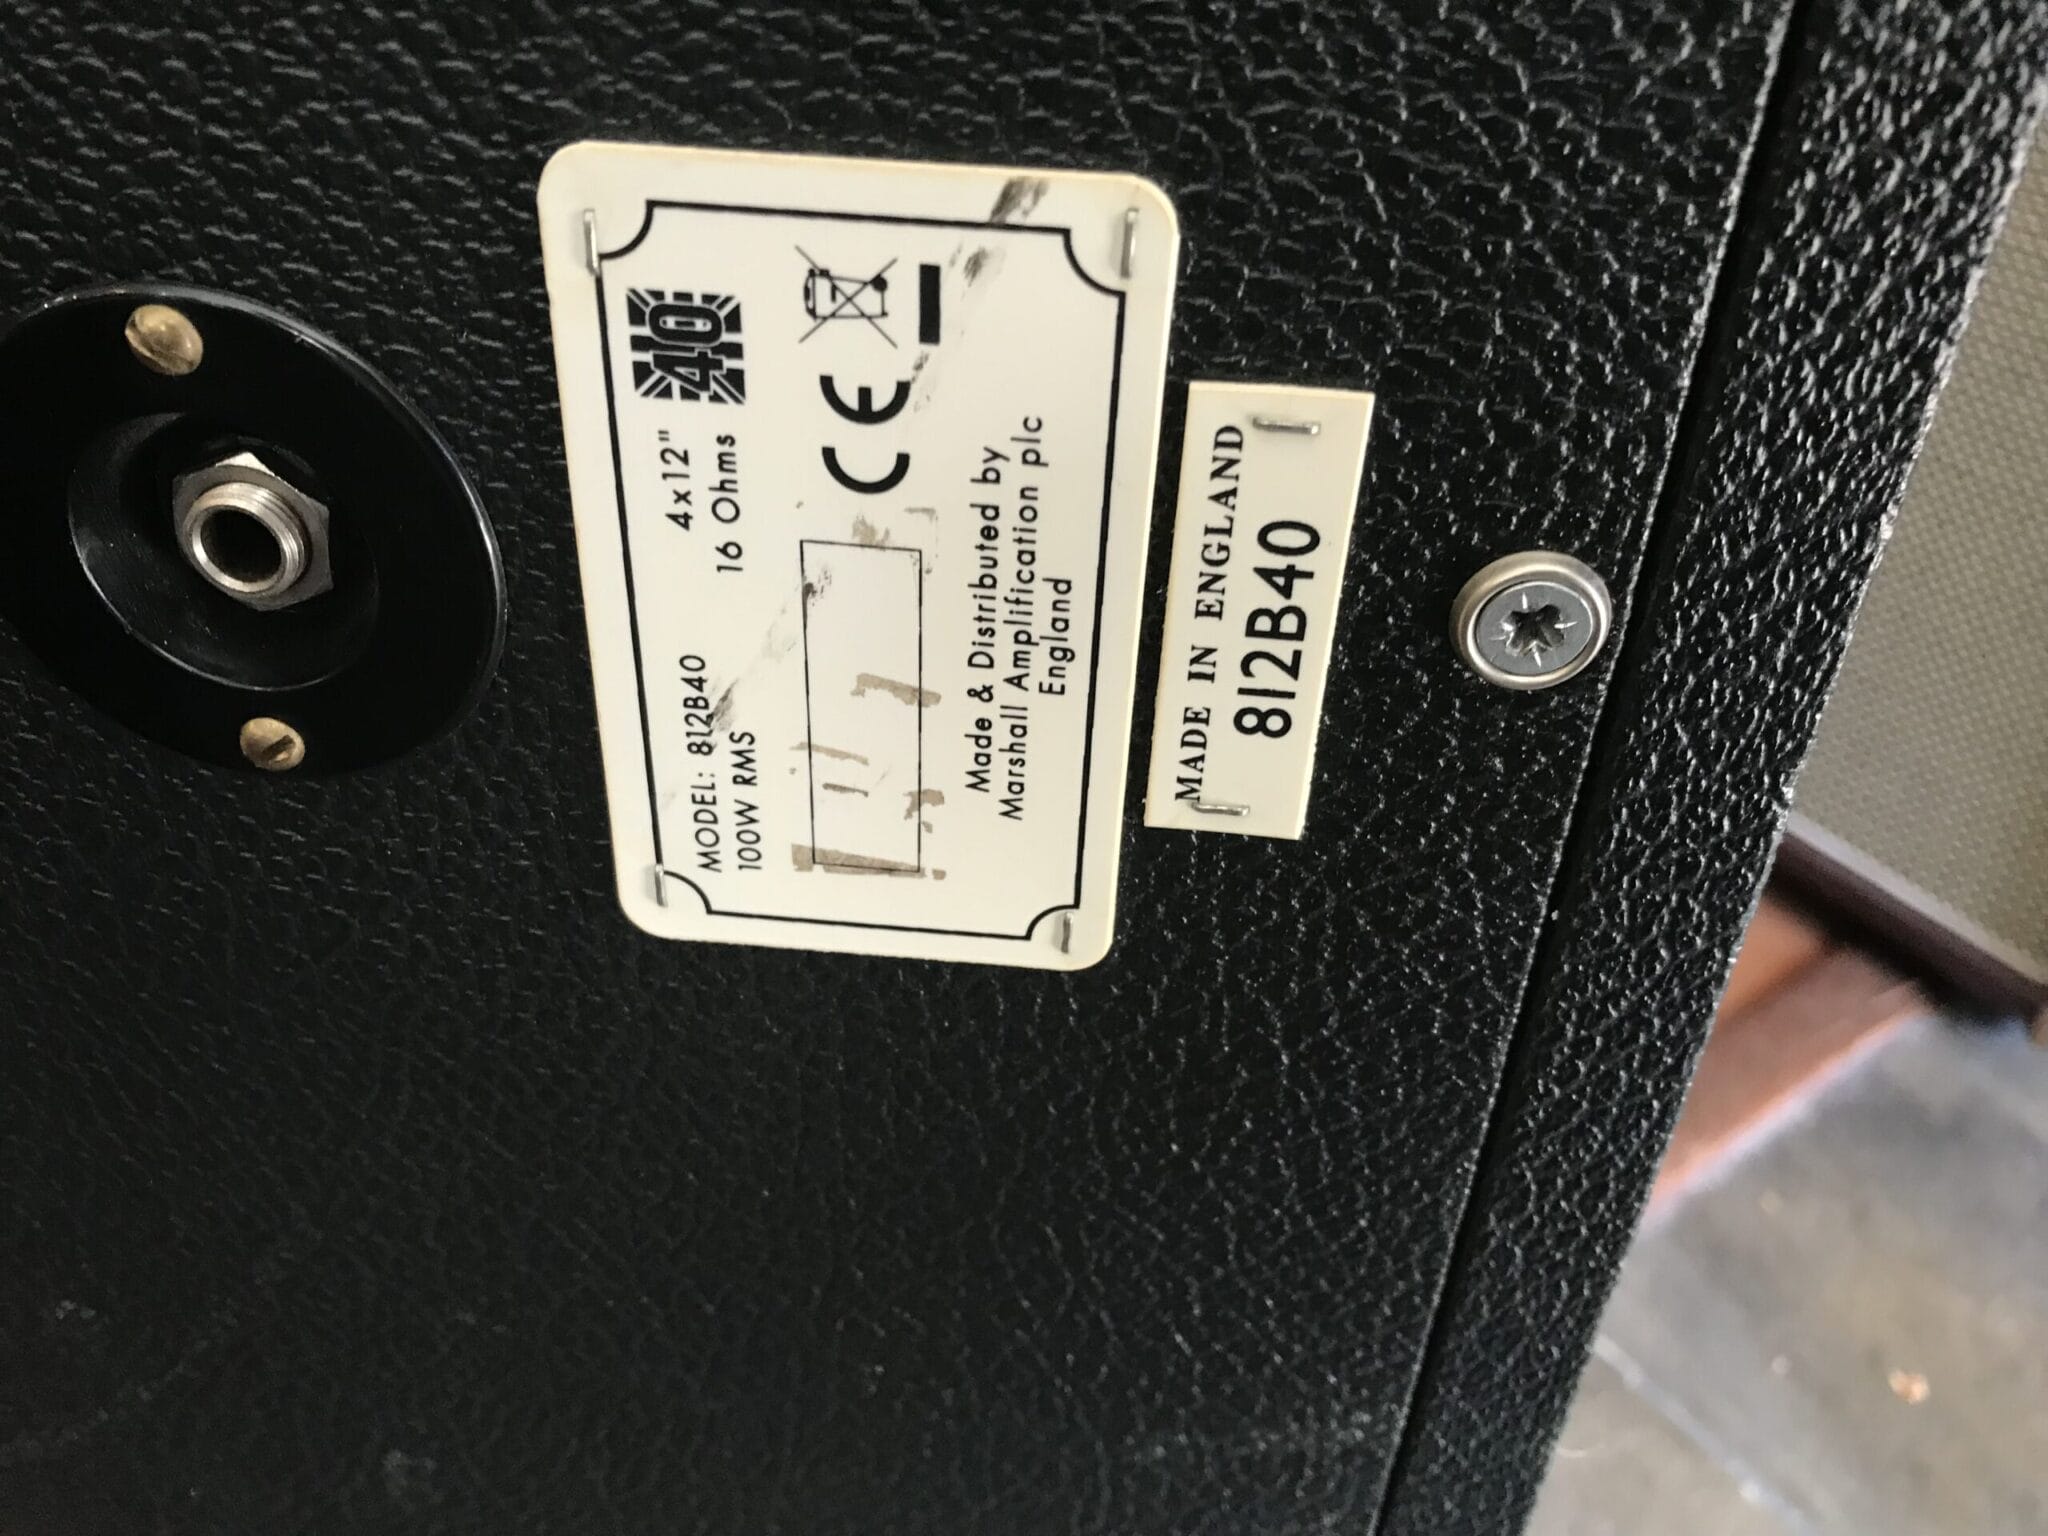 40
MODEL: 812B40 4x12"
100W RMS 16 Ohms
CE
Made & Distributed by
Marshall Amplification plc
England
MADE IN ENGLAND
812B40